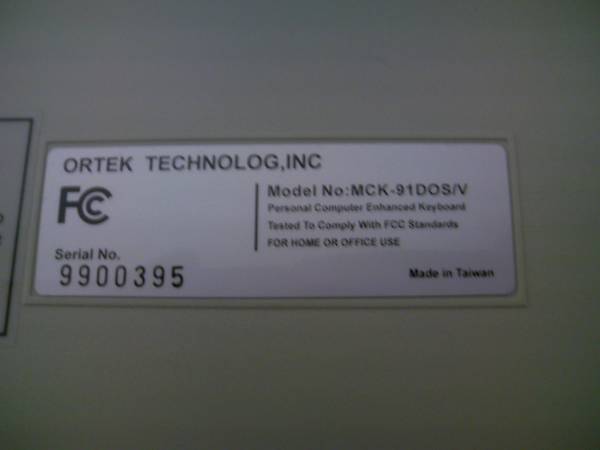 ORTEK TECHNOLOG,INC
FCC
Model No:MCK-91DOS/V
Personal Computer Enhanced Keyboard
Tested To Comply With FCC Standards
FOR HOME OR OFFICE USE
Serial No.
9900395
Made in Taiwan